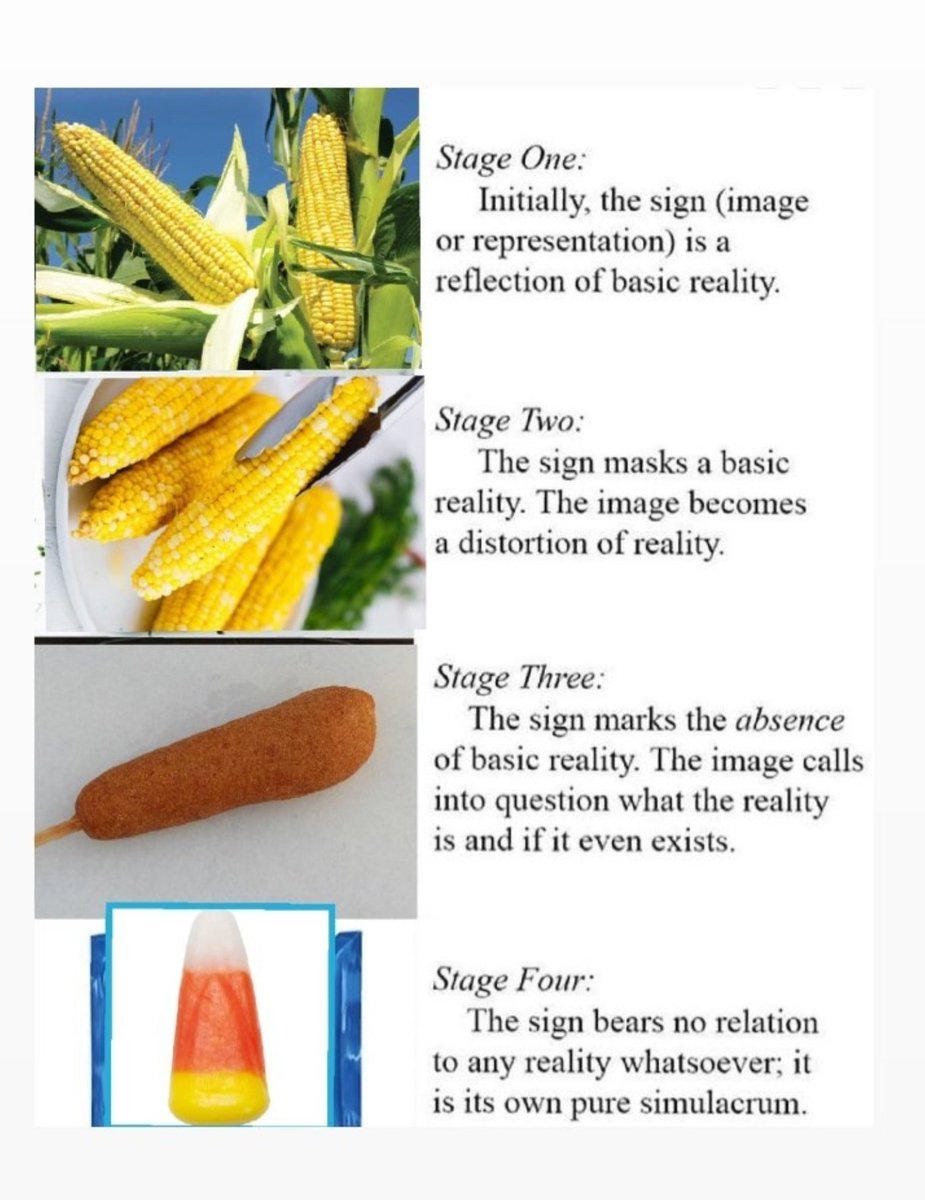 Stage One:
Initially, the sign (image
or representation) is a
reflection of basic reality.
Stage Two:
The sign masks a basic
reality. The image becomes
a distortion of reality.
Stage Three:
The sign marks the absence
of basic reality. The image calls
into question what the reality
is and if it even exists.
Stage Four:
The sign bears no relation
to any reality whatsoever; it
is its own pure simulacrum.